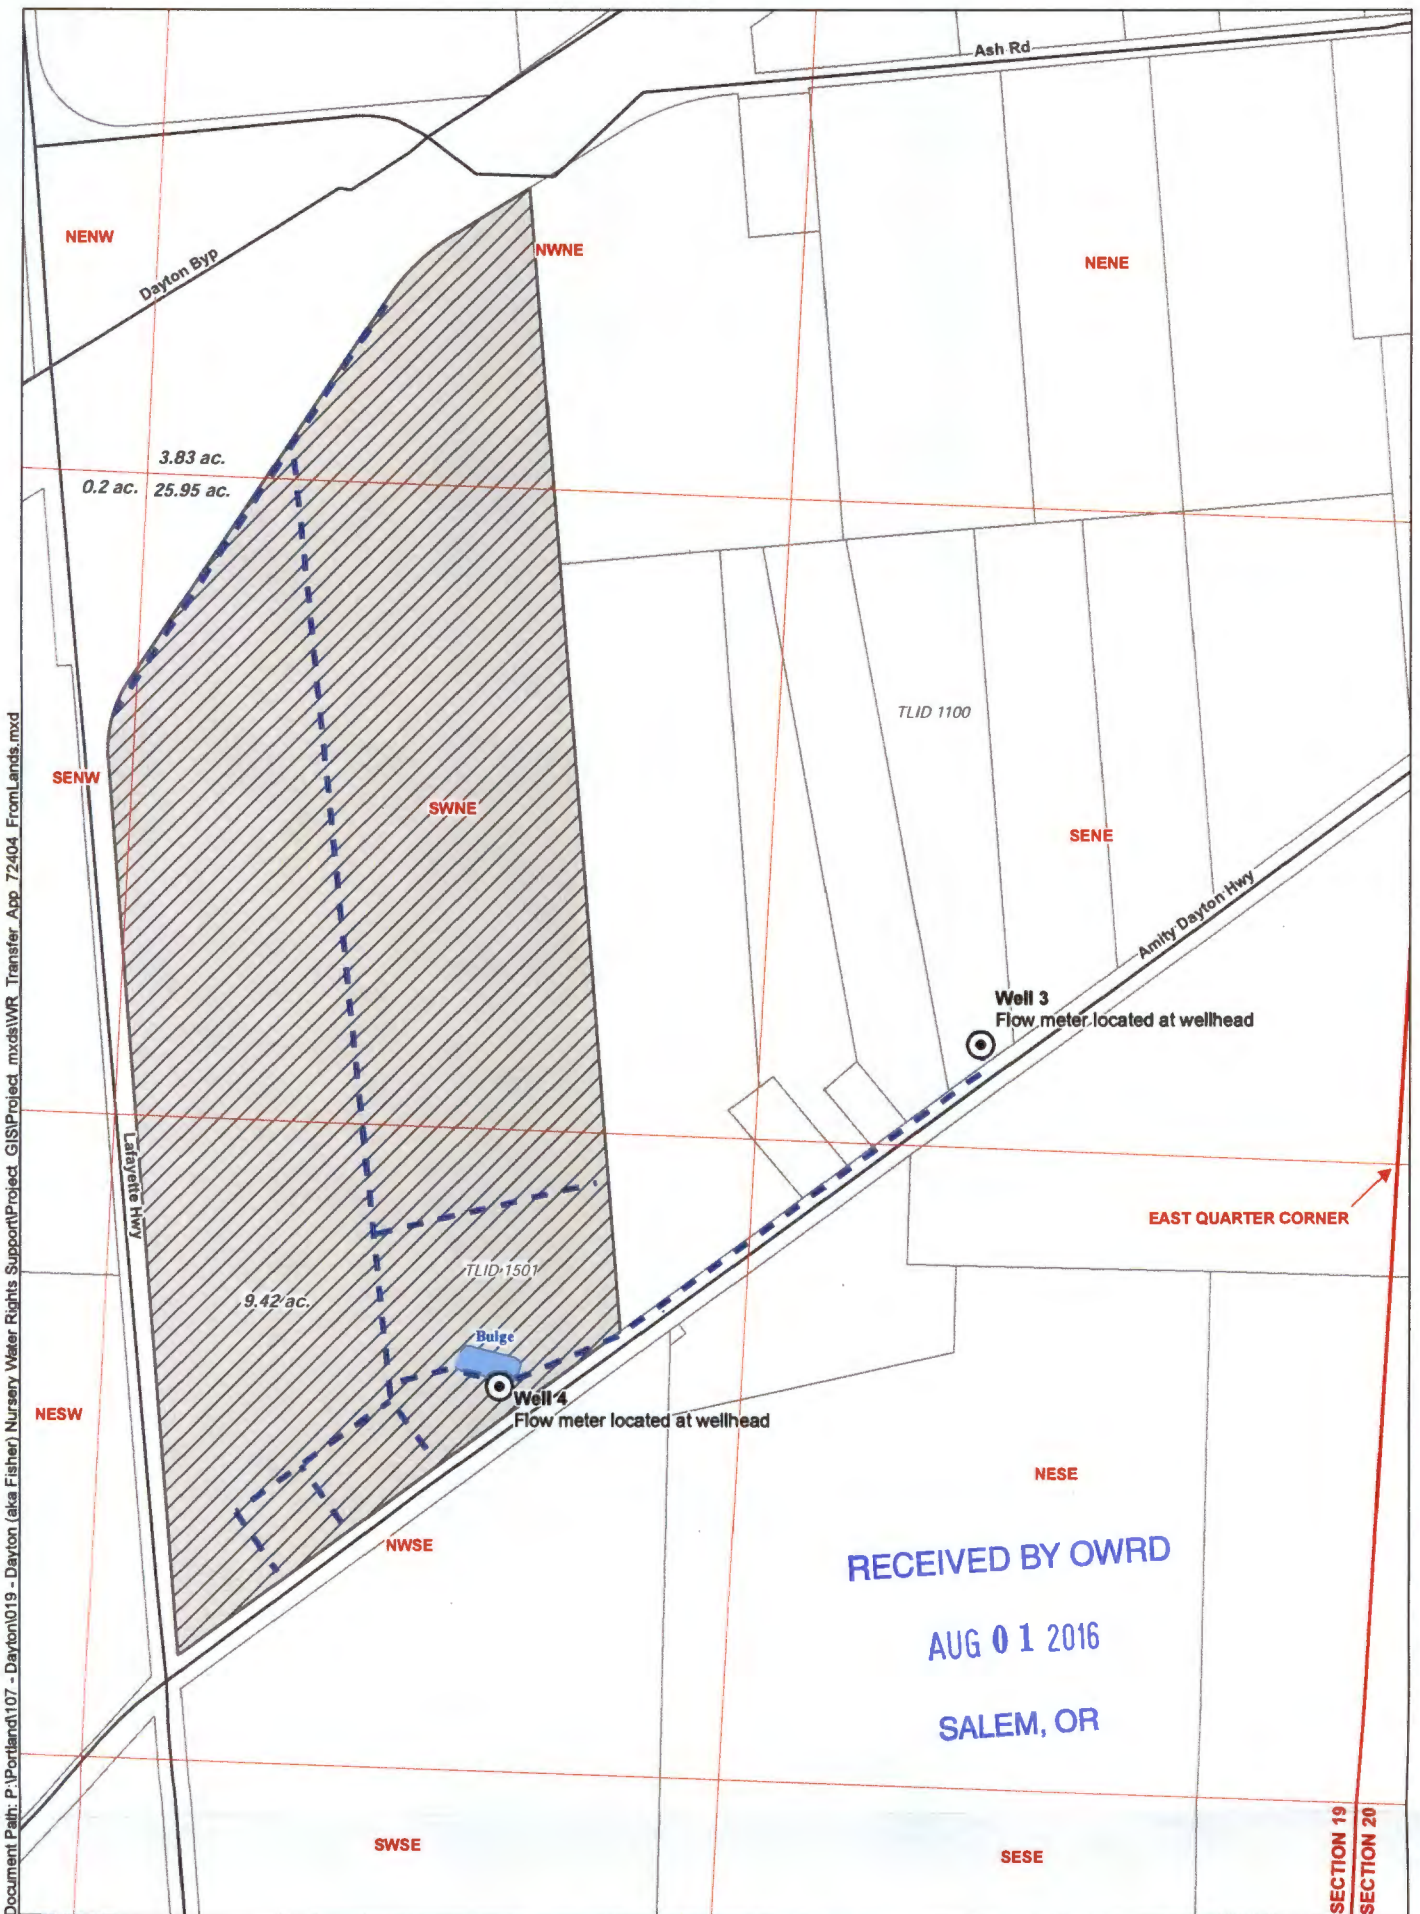 Ash Rd
NENW
NWNE
NENE
Dayton Byp
3.83 ac.
0.2 ac.
25.95 ac.
TLID 1100
SENW
SWNE
SENE
Amity Dayton Hwy
Well 3
Flow meter located at wellhead
Lafayette Hwy
EAST QUARTER CORNER
TLID 1501
9.42 ac.
Bulge
Well 4
Flow meter located at wellhead
NESW
NESE
NWSE
RECEIVED BY OWRD
AUG 01 2016
SALEM, OR
SWSE
SESE
SECTION 19
SECTION 20
Document Path: P:\Portland\107 - Dayton\019 - Dayton (aka Fisher) Nursery Water Rights Support\Project_GIS\Project_mxds\WR_Transfer_App_72404_FromLands.mxd